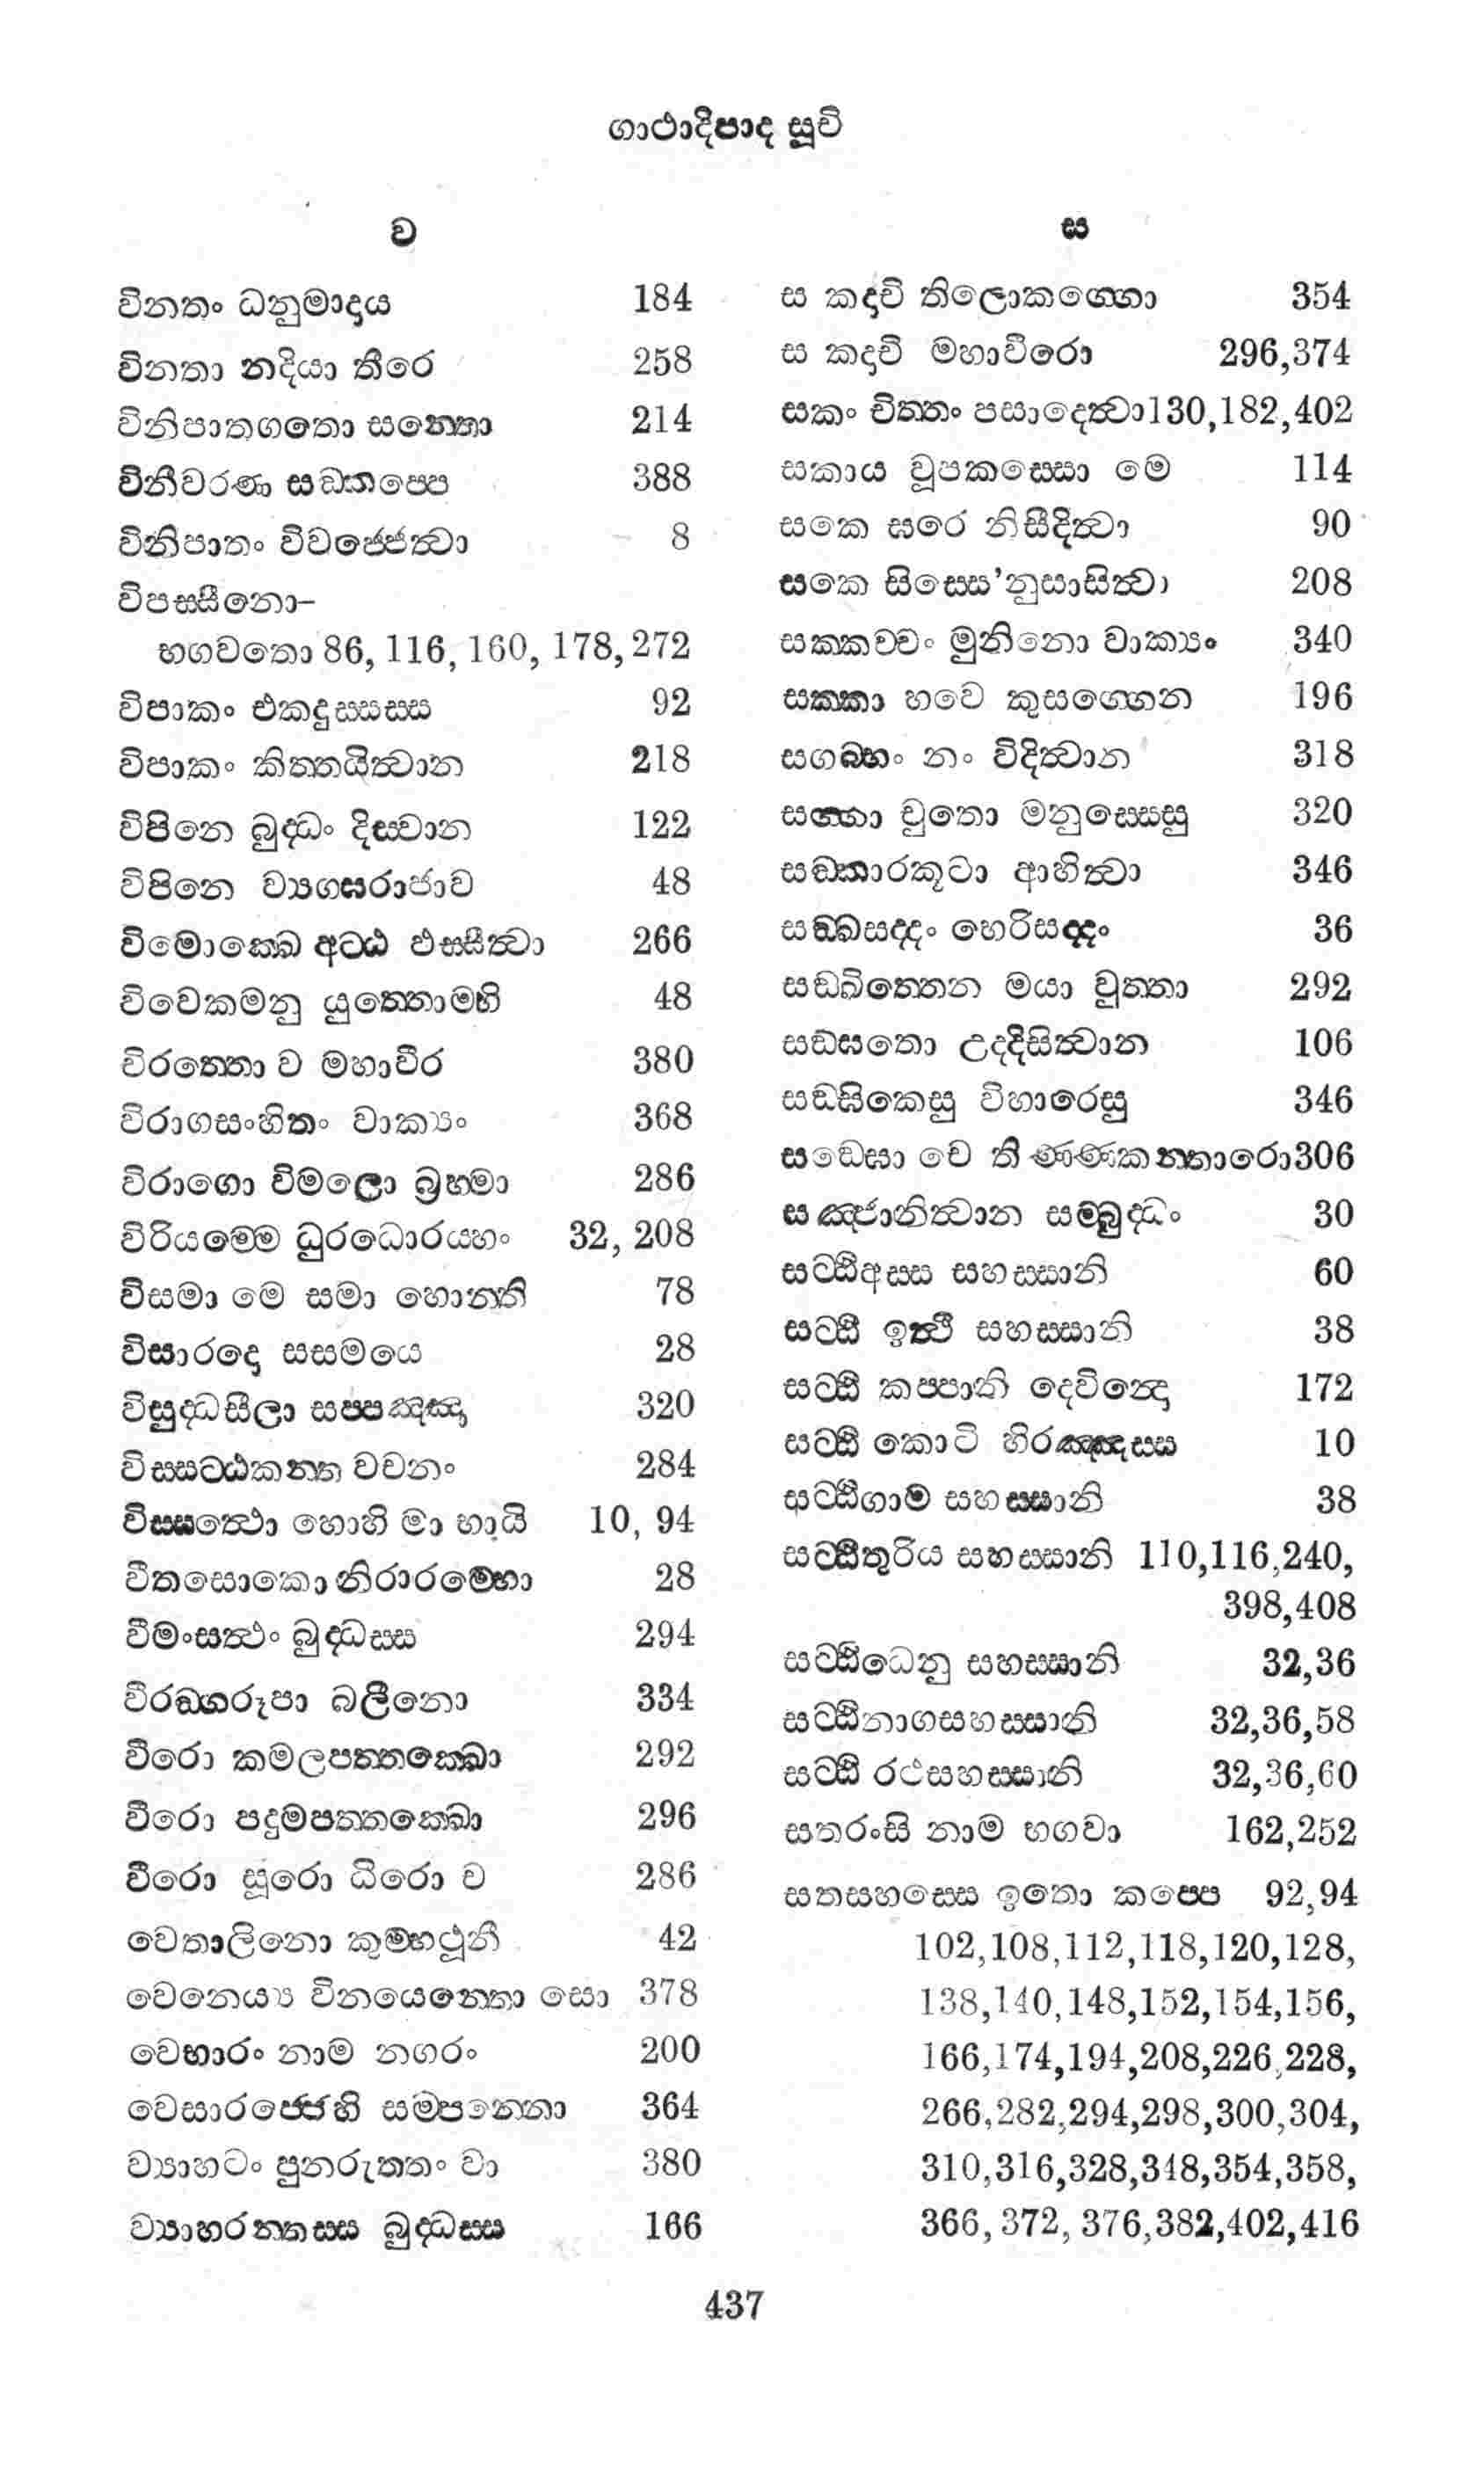 ගාථාදිපාද සූචි
ව
විනතං ධනුමාදාය 184
විනතා නදියා තීරෙ 258
විනිපාතගතො සන්තො 214
විනීවරණ සඞ්කප්පෙ 388
විනිපාතං විවජ්ජෙත්වා 8
විපස්සීනො–
භගවතො 86, 116, 160, 178, 272
විපාකං එකදුස්සස්ස 92
විපාකං කිත්තයිත්වාන 218
විපිනෙ බුද්ධං දිස්වාන 122
විපිනෙ ව්‍යග්ඝරාජාව 48
විමොක්ඛෙ අට්ඨ ඵස්සිත්වා 266
විවෙකමනු යුත්තොම්හි 48
විරත්තො ව මහාවීර 380
විරාගසංහිතං වාක්‍යං 368
විරාගො විමලො බ්‍රහ්මා 286
විරියම්මෙ ධුරධොරය්හං 32, 208
විසමා මෙ සමා හොන්ති 78
විසාරදො සසමයෙ 28
විසුද්ධසීලා සප්පඤ්ඤා 320
විස්සට්ඨකන්ත වචනං 284
විස්සත්ථො හොහි මා භායි 10, 94
වීතසොකො නිරාරම්භො 28
වීමංසත්ථං බුද්ධස්ස 294
වීරඞ්ගරූපා බලිනො 334
වීරො කමලපත්තක්ඛො 292
වීරො පදුමපත්තක්ඛො 296
වීරො සූරො ධිරො ච 286
වෙතාලිනො කුම්භථූනී 42
වෙනෙය්‍ය විනයෙන්තො සො 378
වෙභාරං නාම නගරං 200
වෙසාරජ්ජෙහි සම්පන්නො 364
ව්‍යාහටං පුනරුත්තං වා 380
ව්‍යාහරන්තස්ස බුද්ධස්ස 166
ස
ස කදාචි තිලොකග්ගො 354
ස කදාචි මහාවීරො 296,374
සකං චිත්තං පසාදෙත්වා130,182,402
සකාය වූපකස්සො මෙ 114
සකෙ ඝරෙ නිසීදිත්වා 90
සකෙ සිස්සෙ’නුසාසිත්වා 208
සක්කච්චං මුනිනො වාක්‍යං 340
සක්කා හවෙ කුසග්ගෙන 196
සගබ්භං නං විදිත්වාන 318
සග්ගා චුතො මනුස්සෙසු 320
සඞ්කාරකූටා ආහිත්වා 346
සඞ්ඛසද්දං භෙරිසද්දං 36
සඞ්ඛිත්තෙන මයා වුත්තා 292
සඞ්ඝතො උද්දිසිත්වාන 106
සඞ්ඝිකෙසු විහාරෙසු 346
සඞ්ඝො චෙ තිණ්ණකන්තාරො306
සඤ්ජානිත්වාන සම්බුද්ධං 30
සට්ඨිඅස්ස සහස්සානි 60
සට්ඨි ඉත්ථි සහස්සානි 38
සට්ඨි කප්පානි දෙවින්දො 172
සට්ඨි කොටි හිරඤ්ඤස්ස 10
සට්ඨිගාම සහස්සානි 38
සට්ඨිතුරිය සහස්සානි 110,116,240,
398,408
සට්ඨිධෙනු සහස්සානි 32,36
සට්ඨිනාගසහස්සානි 32,36,58
සට්ඨි රථසහස්සානි 32,36,60
සතරංසි නාම භගවා 162,252
සතසහස්සෙ ඉතො කප්පෙ 92,94
102,108,112,118,120,128,
138,140,148,152,154,156,
166,174,194,208,226,228,
266,282,294,298,300,304,
310,316,328,348,354,358,
366, 372, 376,382,402,416
437